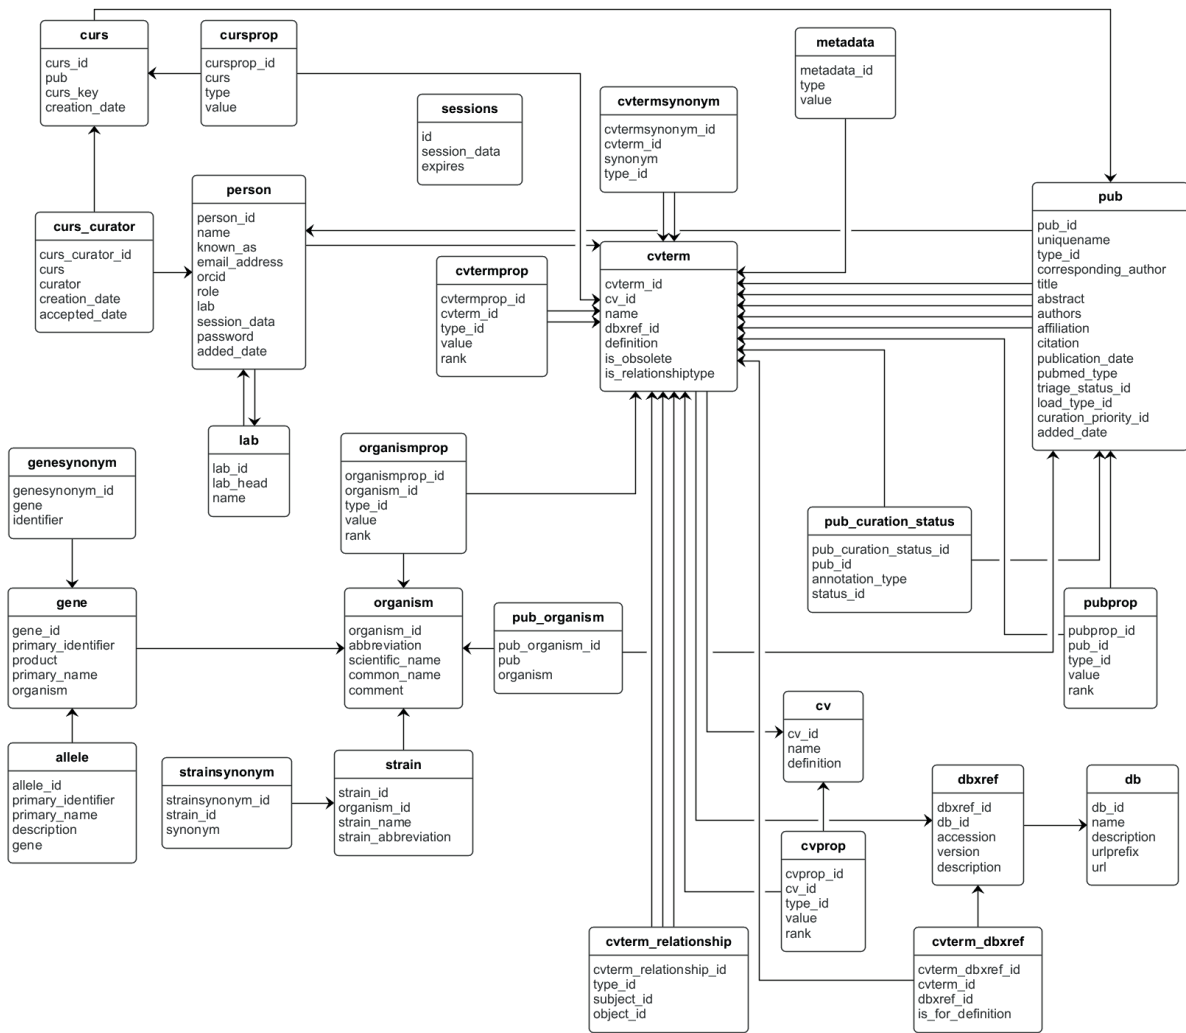 curs
curs_id
pub
curs_key
creation_date
cursprop
cursprop_id
curs
type
value
metadata
metadata_id
type
value
sessions
id
session_data
expires
cvtermsynonym
cvtermsynonym_id
cvterm_id
synonym
type_id
person
person_id
name
known_as
email_address
orcid
role
lab
session_data
password
added_date
pub
pub_id
uniquename
type_id
corresponding_author
title
abstract
authors
affiliation
citation
publication_date
pubmed_type
triage_status_id
load_type_id
curation_priority_id
added_date
curs_curator
curs_curator_id
curs
curator
creation_date
accepted_date
cvtermprop
cvtermprop_id
cvterm_id
type_id
value
rank
cvterm
cvterm_id
cv_id
name
dbxref_id
definition
is_obsolete
is_relationshiptype
lab
lab_id
lab_head
name
organismprop
organismprop_id
organism_id
type_id
value
rank
genesynonym
genesynonym_id
gene
identifier
pub_curation_status
pub_curation_status_id
pub_id
annotation_type
status_id
gene
gene_id
primary_identifier
product
primary_name
organism
organism
organism_id
abbreviation
scientific_name
common_name
comment
pub_organism
pub_organism_id
pub
organism
pubprop
pubprop_id
pub_id
type_id
value
rank
cv
cv_id
name
definition
allele
allele_id
primary_identifier
primary_name
description
gene
strainsynonym
strainsynonym_id
strain_id
synonym
strain
strain_id
organism_id
strain_name
strain_abbreviation
dbxref
dbxref_id
db_id
accession
version
description
db
db_id
name
description
urlprefix
url
cvprop
cvprop_id
cv_id
type_id
value
rank
cvterm_relationship
cvterm_relationship_id
type_id
subject_id
object_id
cvterm_dbxref
cvterm_dbxref_id
cvterm_id
dbxref_id
is_for_definition